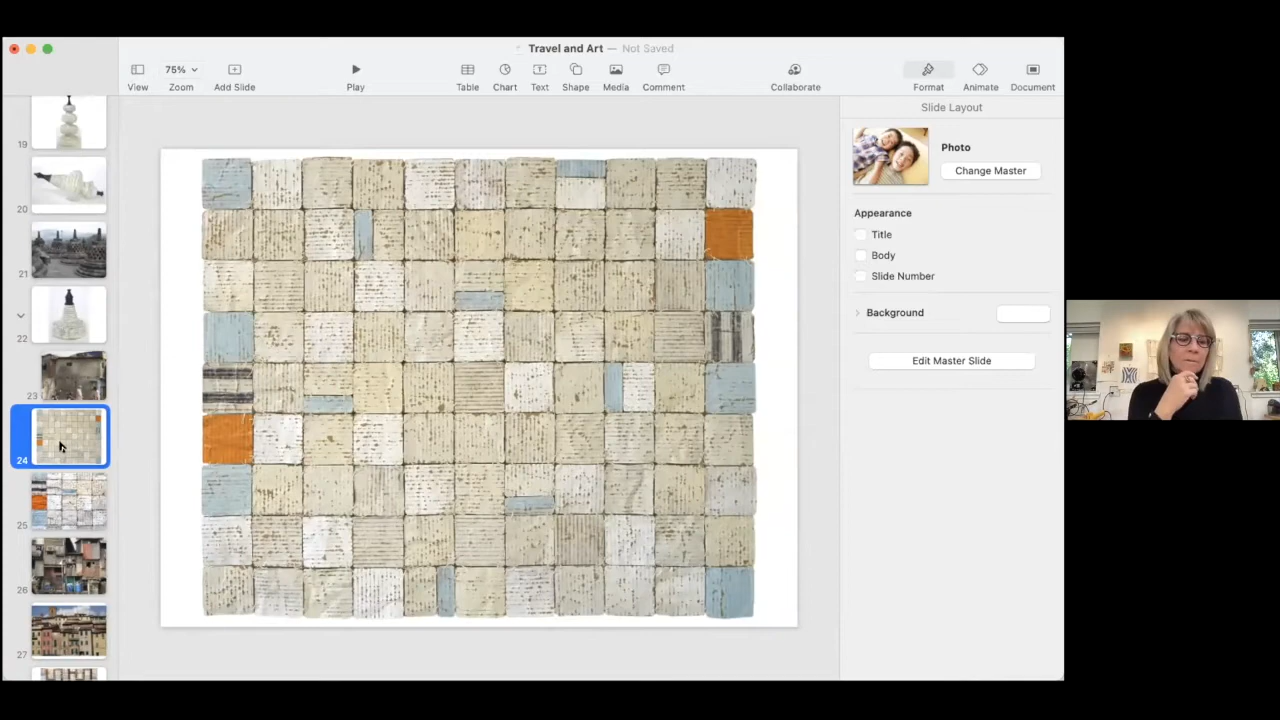 Travel and Art — Not Saved
75%
View Zoom Add Slide Play Table Chart Text Shape Media Comment Collaborate Format Animate Document
Slide Layout
Photo
Change Master
Appearance
Title
Body
Slide Number
Background
Edit Master Slide
19
20
21
22
23
24
25
26
27